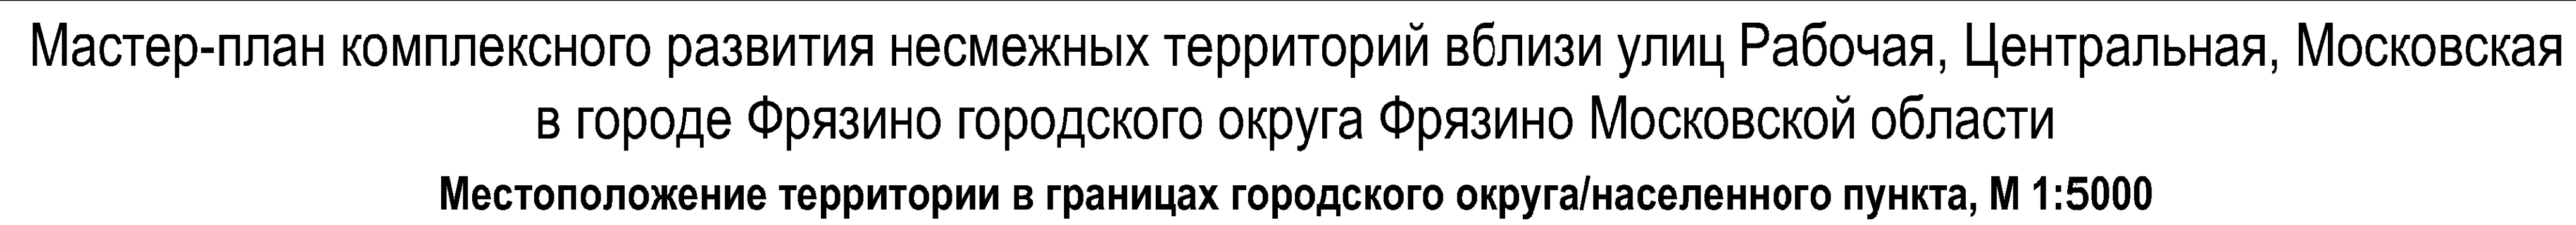 Мастер-план комплексного развития несмежных территорий вблизи улиц Рабочая, Центральная, Московская
в городе Фрязино городского округа Фрязино Московской области
Местоположение территории в границах городского округа/населенного пункта, М 1:5000